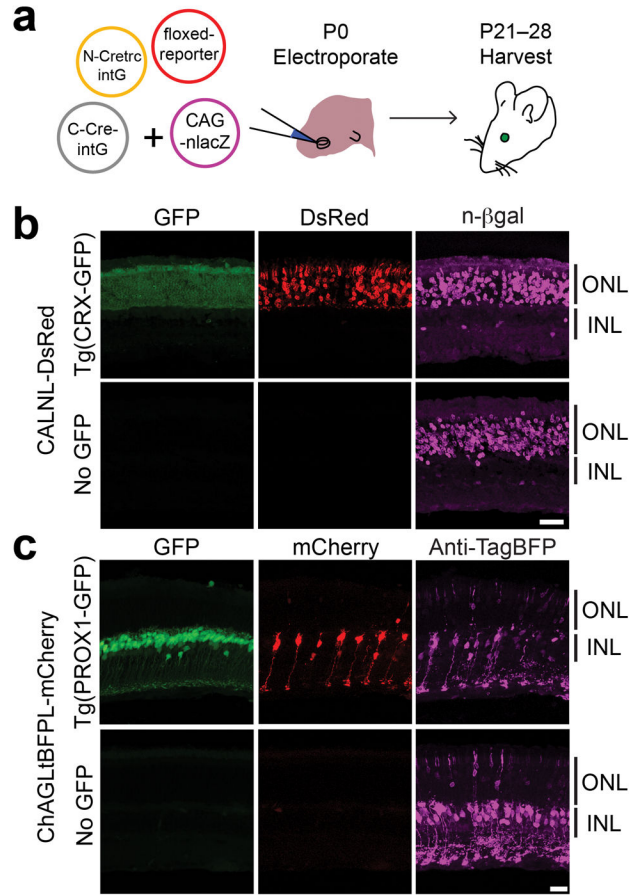 a
N-Cretrc
intG
floxed-
reporter
C-Cre-
intG
+
CAG
-nlacZ
P0
Electroporate
P21–28
Harvest
b
GFP
DsRed
n-βgal
CALNL-DsRed
Tg(CRX-GFP)
ONL
INL
No GFP
ONL
INL
c
GFP
mCherry
Anti-TagBFP
ChAGLtBFPL-mCherry
Tg(PROX1-GFP)
ONL
INL
No GFP
ONL
INL